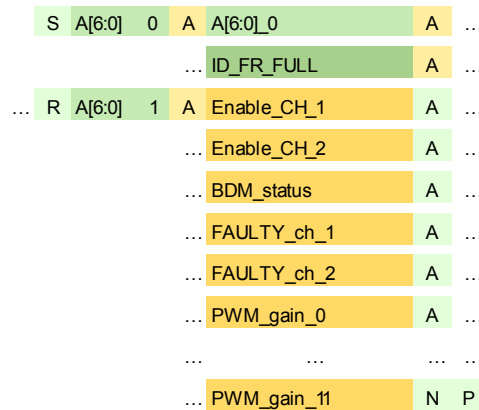 S A[6:0] 0 A A[6:0]_0 A …
… ID_FR_FULL A …
… R A[6:0] 1 A Enable_CH_1 A …
… Enable_CH_2 A …
… BDM_status A …
… FAULTY_ch_1 A …
… FAULTY_ch_2 A …
… PWM_gain_0 A …
… … … …
… PWM_gain_11 N P